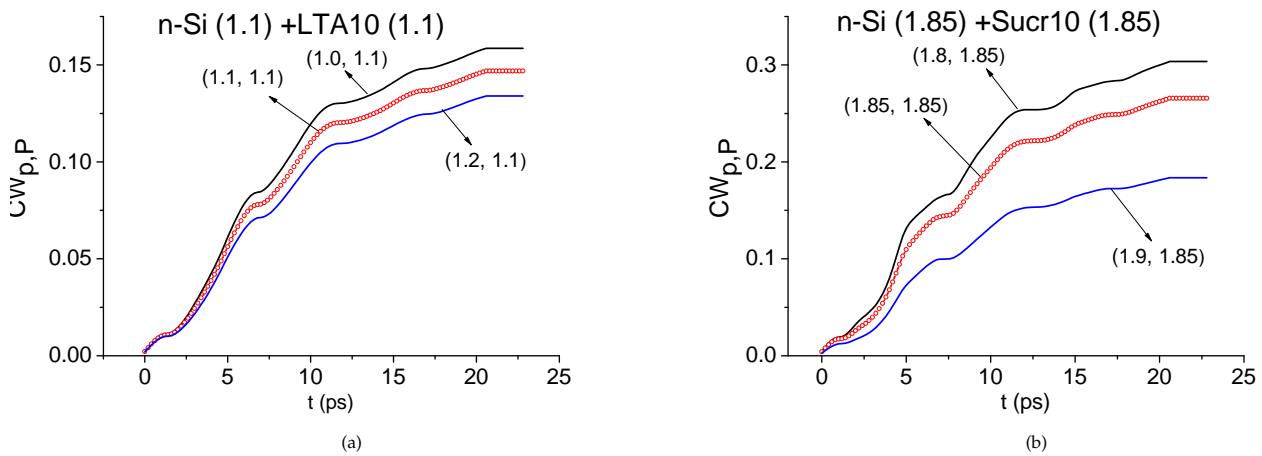 n-Si (1.1) +LTA10 (1.1)
(1.0, 1.1)
(1.1, 1.1)
(1.2, 1.1)
CWp,P
0.15
0.10
0.05
0.00
0 5 10 15 20 25
t (ps)
(a)
n-Si (1.85) +Sucr10 (1.85)
(1.8, 1.85)
(1.85, 1.85)
(1.9, 1.85)
CWp,P
0.3
0.2
0.1
0.0
0 5 10 15 20 25
t (ps)
(b)